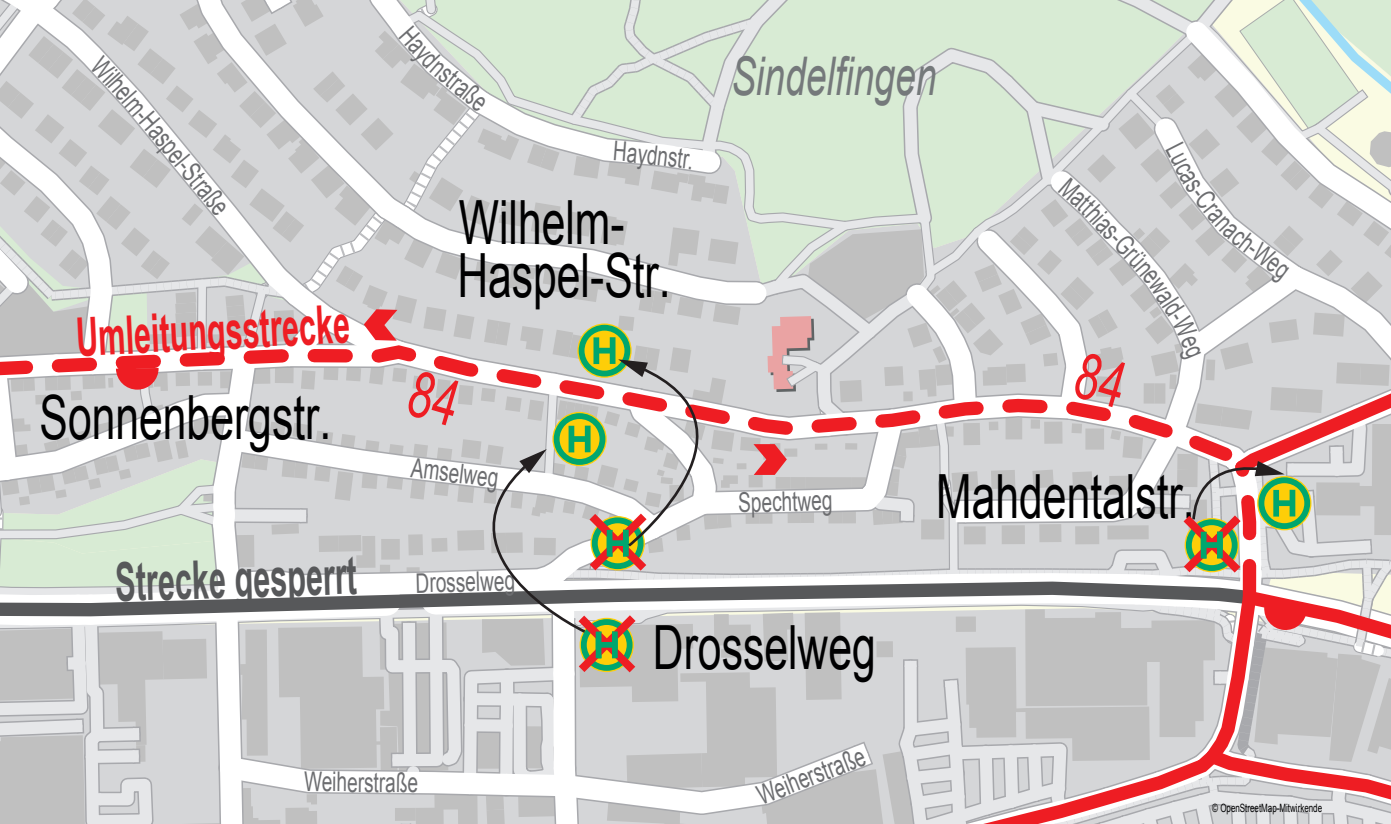 Haydnstraße
Sindelfingen
Wilhelm-Haspel-Straße
Haydnstr.
Lucas-Cranach-Weg
Matthias-Grünewald-Weg
Wilhelm-
Haspel-Str.
Umleitungsstrecke
H
84
84
Sonnenbergstr.
H
Amselweg
Spechtweg
Mahdentalstr.
H
H
H
Strecke gesperrt
Drosselweg
H
Drosselweg
Weiherstraße
Weiherstraße
© OpenStreetMap-Mitwirkende